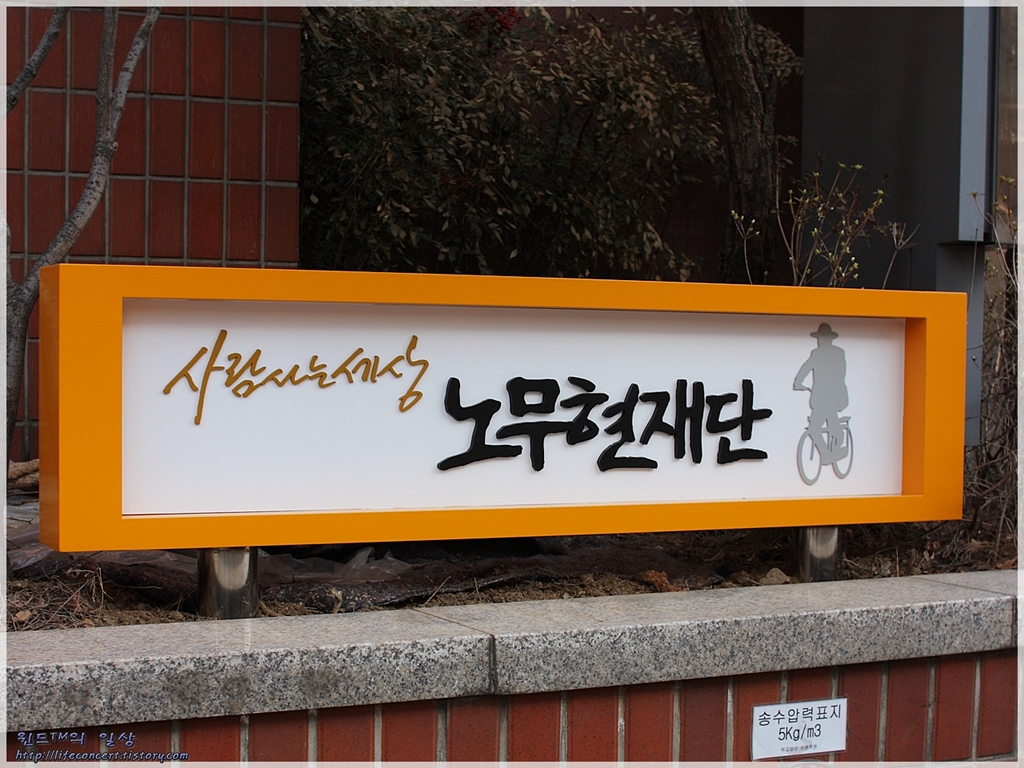 사람사는세상
노무현재단
송수압력표지
5Kg/m3
윈드™의 일상
http://lifeconcert.tistory.com